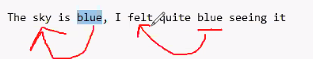 The sky is blue, I felt quite blue seeing it